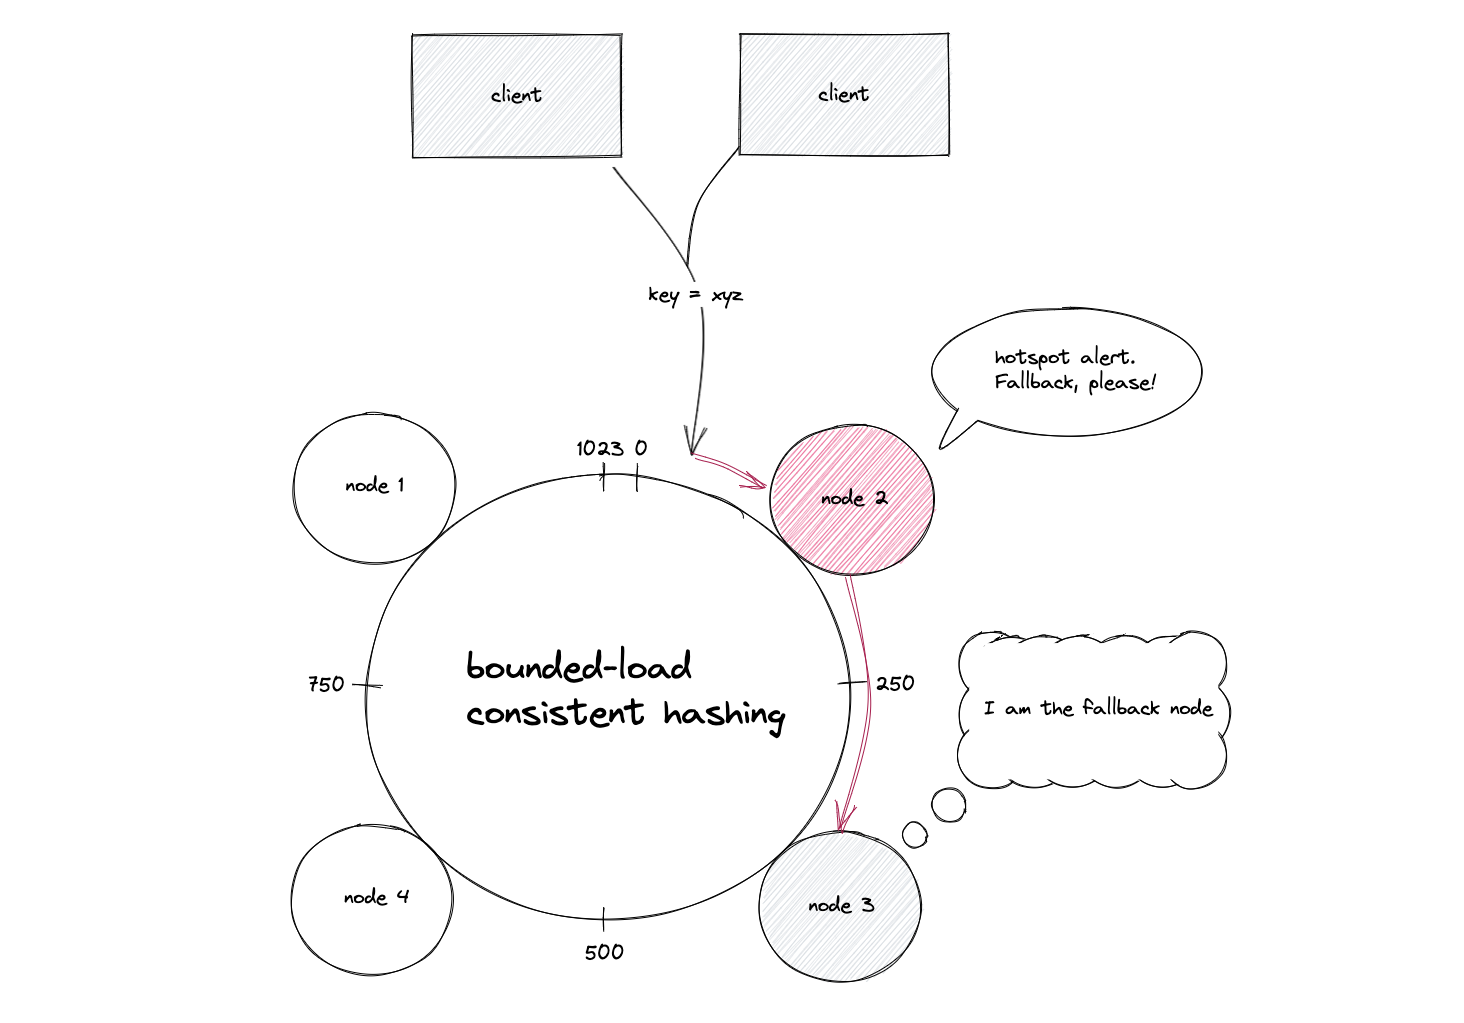 client
client
key = xyz
hotspot alert.
Fallback, please!
1023 0
node 1
node 2
bounded-load
consistent hashing
750
250
I am the fallback node
node 4
node 3
500